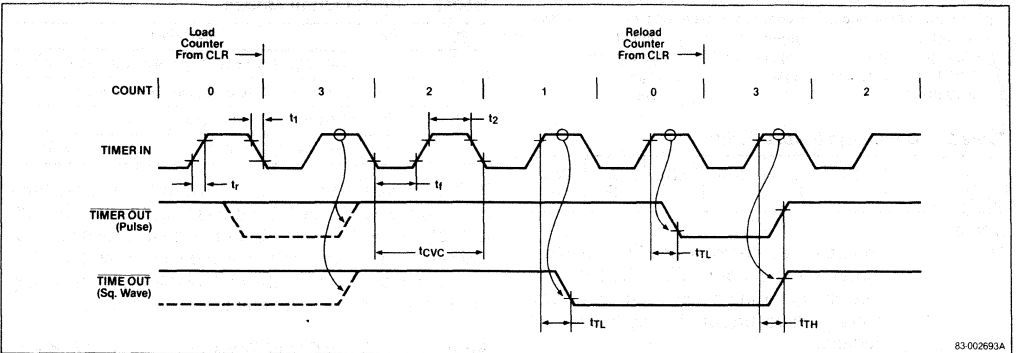 Load
Counter
From CLR
Reload
Counter
From CLR
COUNT 0 3 2 1 0 3 2
t1
t2
TIMER IN
tr
tf
TIMER OUT
(Pulse)
tCVC
tTL
TIME OUT
(Sq. Wave)
tTL
tTH
83-002693A